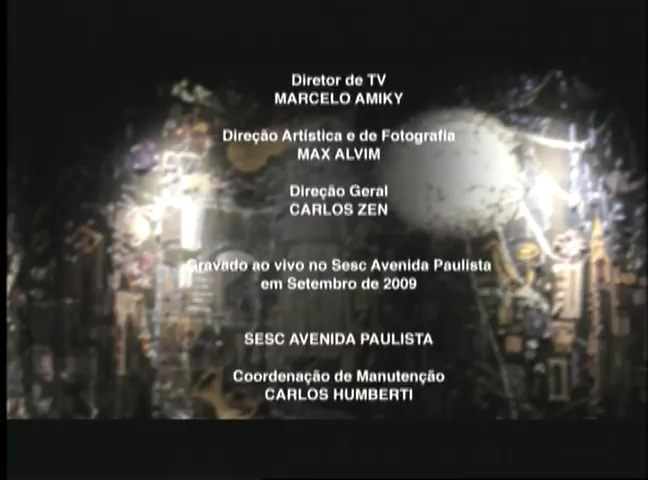 Diretor de TV
MARCELO AMIKY
Direção Artística e de Fotografia
MAX ALVIM
Direção Geral
CARLOS ZEN
Gravado ao vivo no Sesc Avenida Paulista
em Setembro de 2009
SESC AVENIDA PAULISTA
Coordenação de Manutenção
CARLOS HUMBERTI